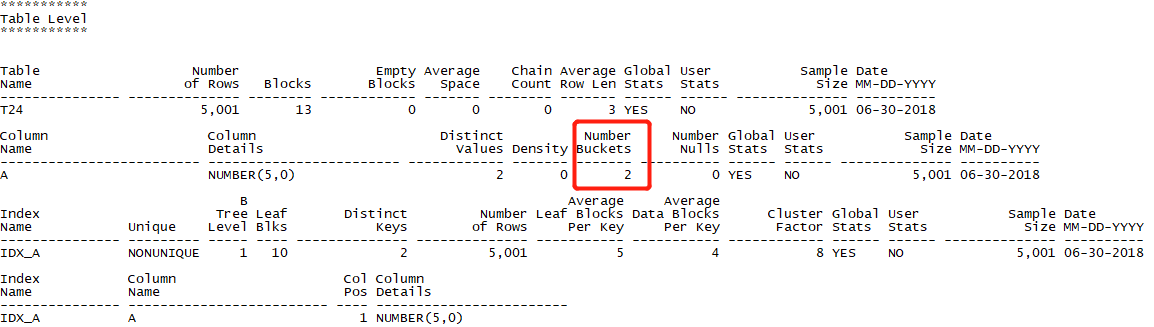 ***********
Table Level
***********
Table                   Number                 Empty Average    Chain Average Global User           Sample Date
Name                   of Rows   Blocks       Blocks   Space    Count Row Len Stats  Stats            Size MM-DD-YYYY
--------------- -------------- -------- ------------ ------- -------- ------- ------ ------ -------------- ----------
T24                      5,001       13            0       0        0       3 YES    NO              5,001 06-30-2018
Column                    Column                       Distinct          Number     Number Global User           Sample Date
Name                      Details                        Values Density Buckets      Nulls Stats  Stats            Size MM-DD-YYYY
------------------------- ------------------------ ------------ ------- ------- ---------- ------ ------ -------------- ----------
A                         NUMBER(5,0)                         2       0       2          0 YES    NO              5,001 06-30-2018
B                                         Average     Average
Index                      Tree Leaf       Distinct         Number Leaf Blocks Data Blocks      Cluster Global User           Sample Date
Name            Unique    Level Blks           Keys        of Rows     Per Key     Per Key       Factor Stats  Stats            Size MM-DD-YYYY
--------------- --------- ----- ---- -------------- -------------- ----------- ----------- ------------ ------ ------ -------------- ----------
IDX_A           NONUNIQUE     1   10              2          5,001           5           4            8 YES    NO              5,001 06-30-2018
Index           Column                     Col Column
Name            Name                       Pos Details
--------------- ------------------------- ---- ------------------------
IDX_A           A                            1 NUMBER(5,0)